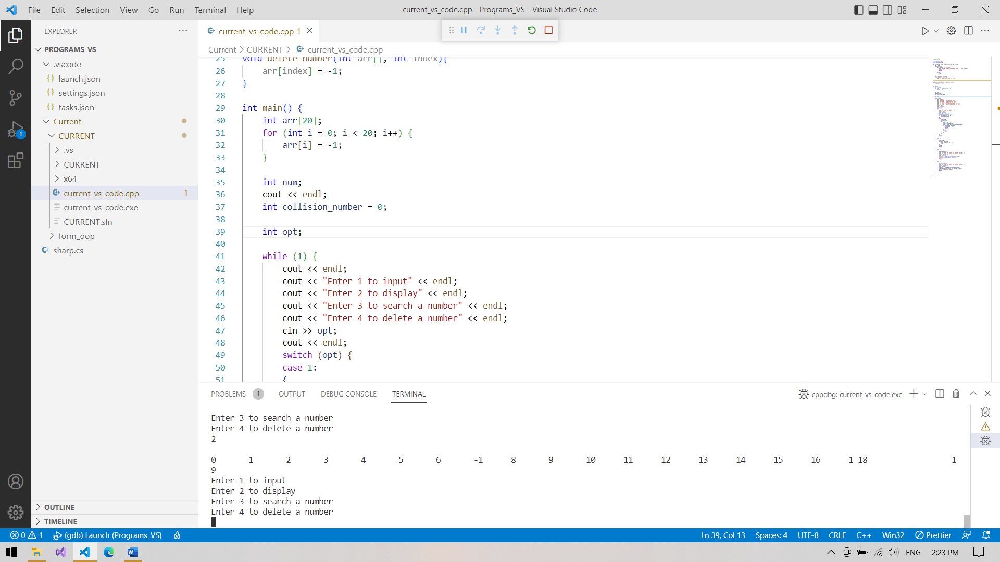 File Edit Selection View Go Run Terminal Help
current_vs_code.cpp - Programs_VS - Visual Studio Code
EXPLORER
PROGRAMS_VS
.vscode
{} launch.json
{} settings.json
{} tasks.json
Current
CURRENT
.vs
CURRENT
x64
current_vs_code.cpp 1
current_vs_code.exe
CURRENT.sln
form_oop
sharp.cs
OUTLINE
TIMELINE
1
current_vs_code.cpp 1
Current > CURRENT > current_vs_code.cpp
25 void delete_number(int arr[], int index){
26 arr[index] = -1;
27 }
28
29 int main() {
30 int arr[20];
31 for (int i = 0; i < 20; i++) {
32 arr[i] = -1;
33 }
34
35 int num;
36 cout << endl;
37 int collision_number = 0;
38
39 int opt;
40
41 while (1) {
42 cout << endl;
43 cout << "Enter 1 to input" << endl;
44 cout << "Enter 2 to display" << endl;
45 cout << "Enter 3 to search a number" << endl;
46 cout << "Enter 4 to delete a number" << endl;
47 cin >> opt;
48 cout << endl;
49 switch (opt) {
50 case 1:
51 {
PROBLEMS 1 OUTPUT DEBUG CONSOLE TERMINAL
cppdbg: current_vs_code.exe
Enter 3 to search a number
Enter 4 to delete a number
2
0 1 2 3 4 5 6 -1 8 9 10 11 12 13 14 15 16 1 18 1
9
Enter 1 to input
Enter 2 to display
Enter 3 to search a number
Enter 4 to delete a number
0 1 (gdb) Launch (Programs_VS)
Ln 39, Col 13 Spaces: 4 UTF-8 CRLF C++ Win32 Prettier
ENG 2:23 PM